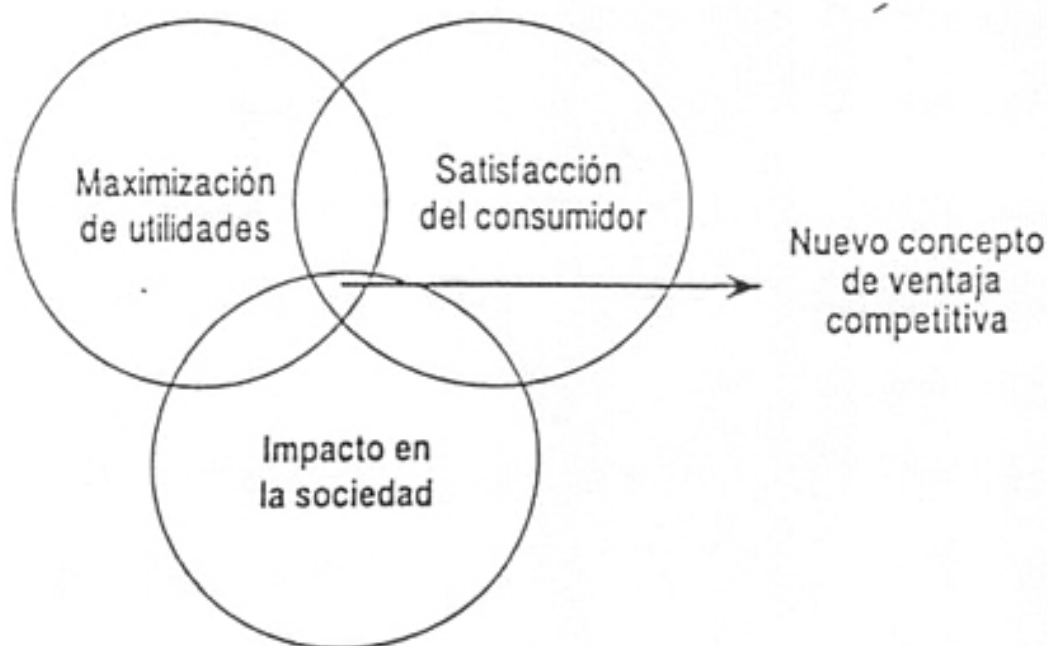 Maximización
de utilidades
Satisfacción
del consumidor
Nuevo concepto
de ventaja
competitiva
Impacto en
la sociedad